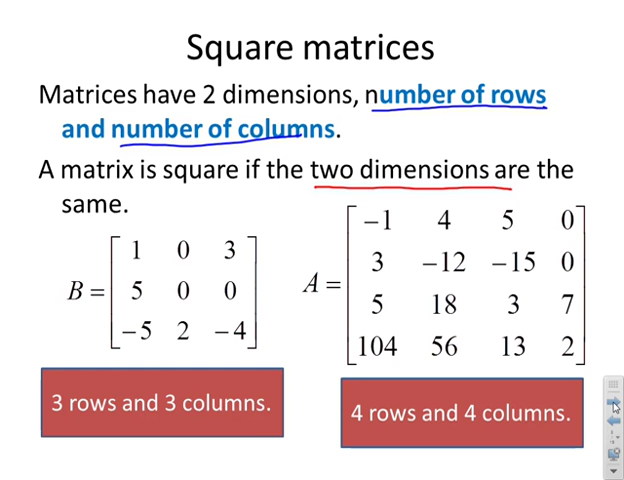 Square matrices
Matrices have 2 dimensions, number of rows
and number of columns.
A matrix is square if the two dimensions are the
same.
B = [ 1 0 3
5 0 0
−5 2 −4 ]
A = [ −1 4 5 0
3 −12 −15 0
5 18 3 7
104 56 13 2 ]
3 rows and 3 columns.
4 rows and 4 columns.